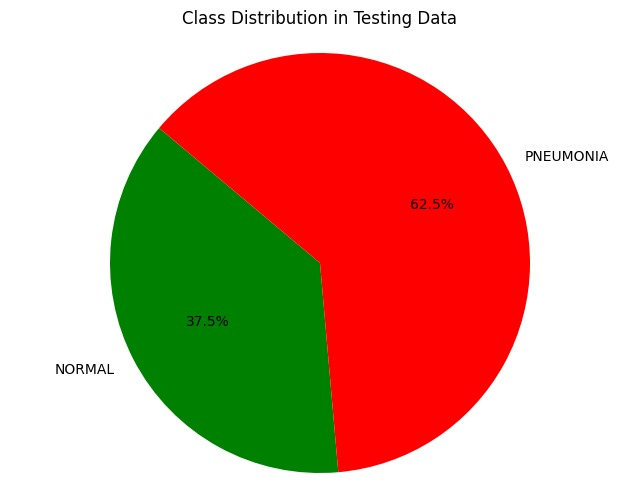 Class Distribution in Testing Data
PNEUMONIA
62.5%
37.5%
NORMAL